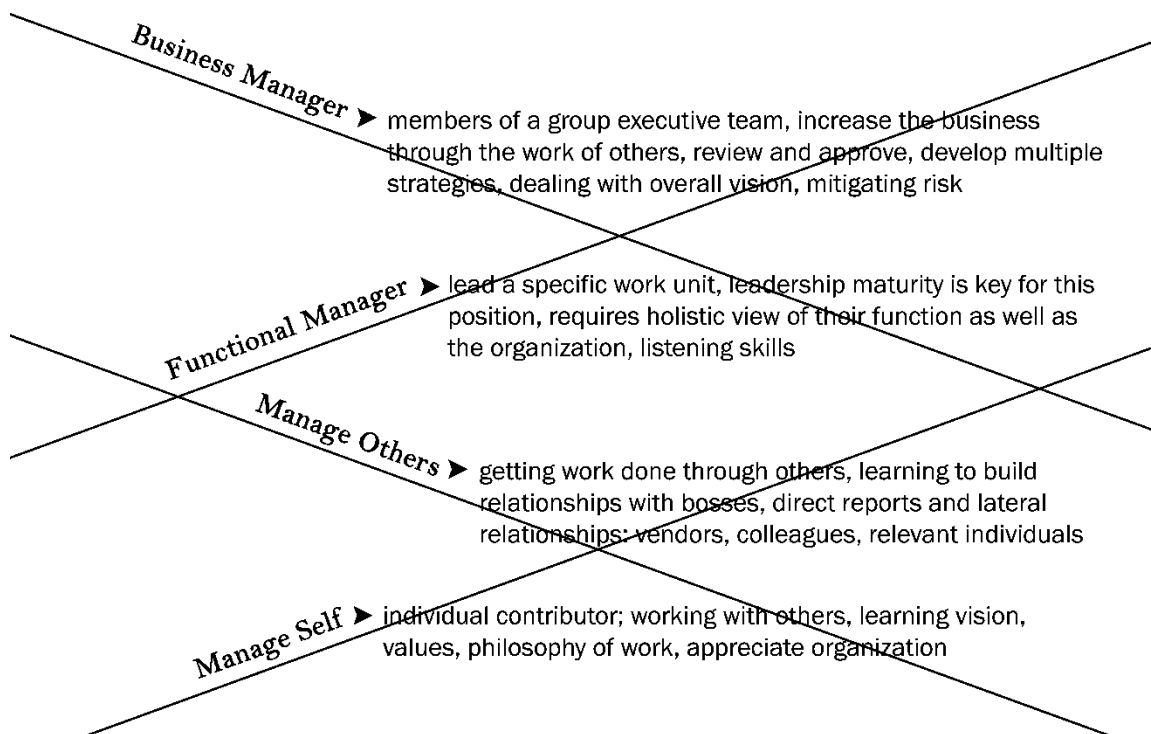 Business Manager ➤
members of a group executive team, increase the business
through the work of others, review and approve, develop multiple
strategies, dealing with overall vision, mitigating risk
Functional Manager ➤
lead a specific work unit, leadership maturity is key for this
position, requires holistic view of their function as well as
the organization, listening skills
Manage Others ➤
getting work done through others, learning to build
relationships with bosses, direct reports and lateral
relationships: vendors, colleagues, relevant individuals
Manage Self ➤
individual contributor; working with others, learning vision,
values, philosophy of work, appreciate organization